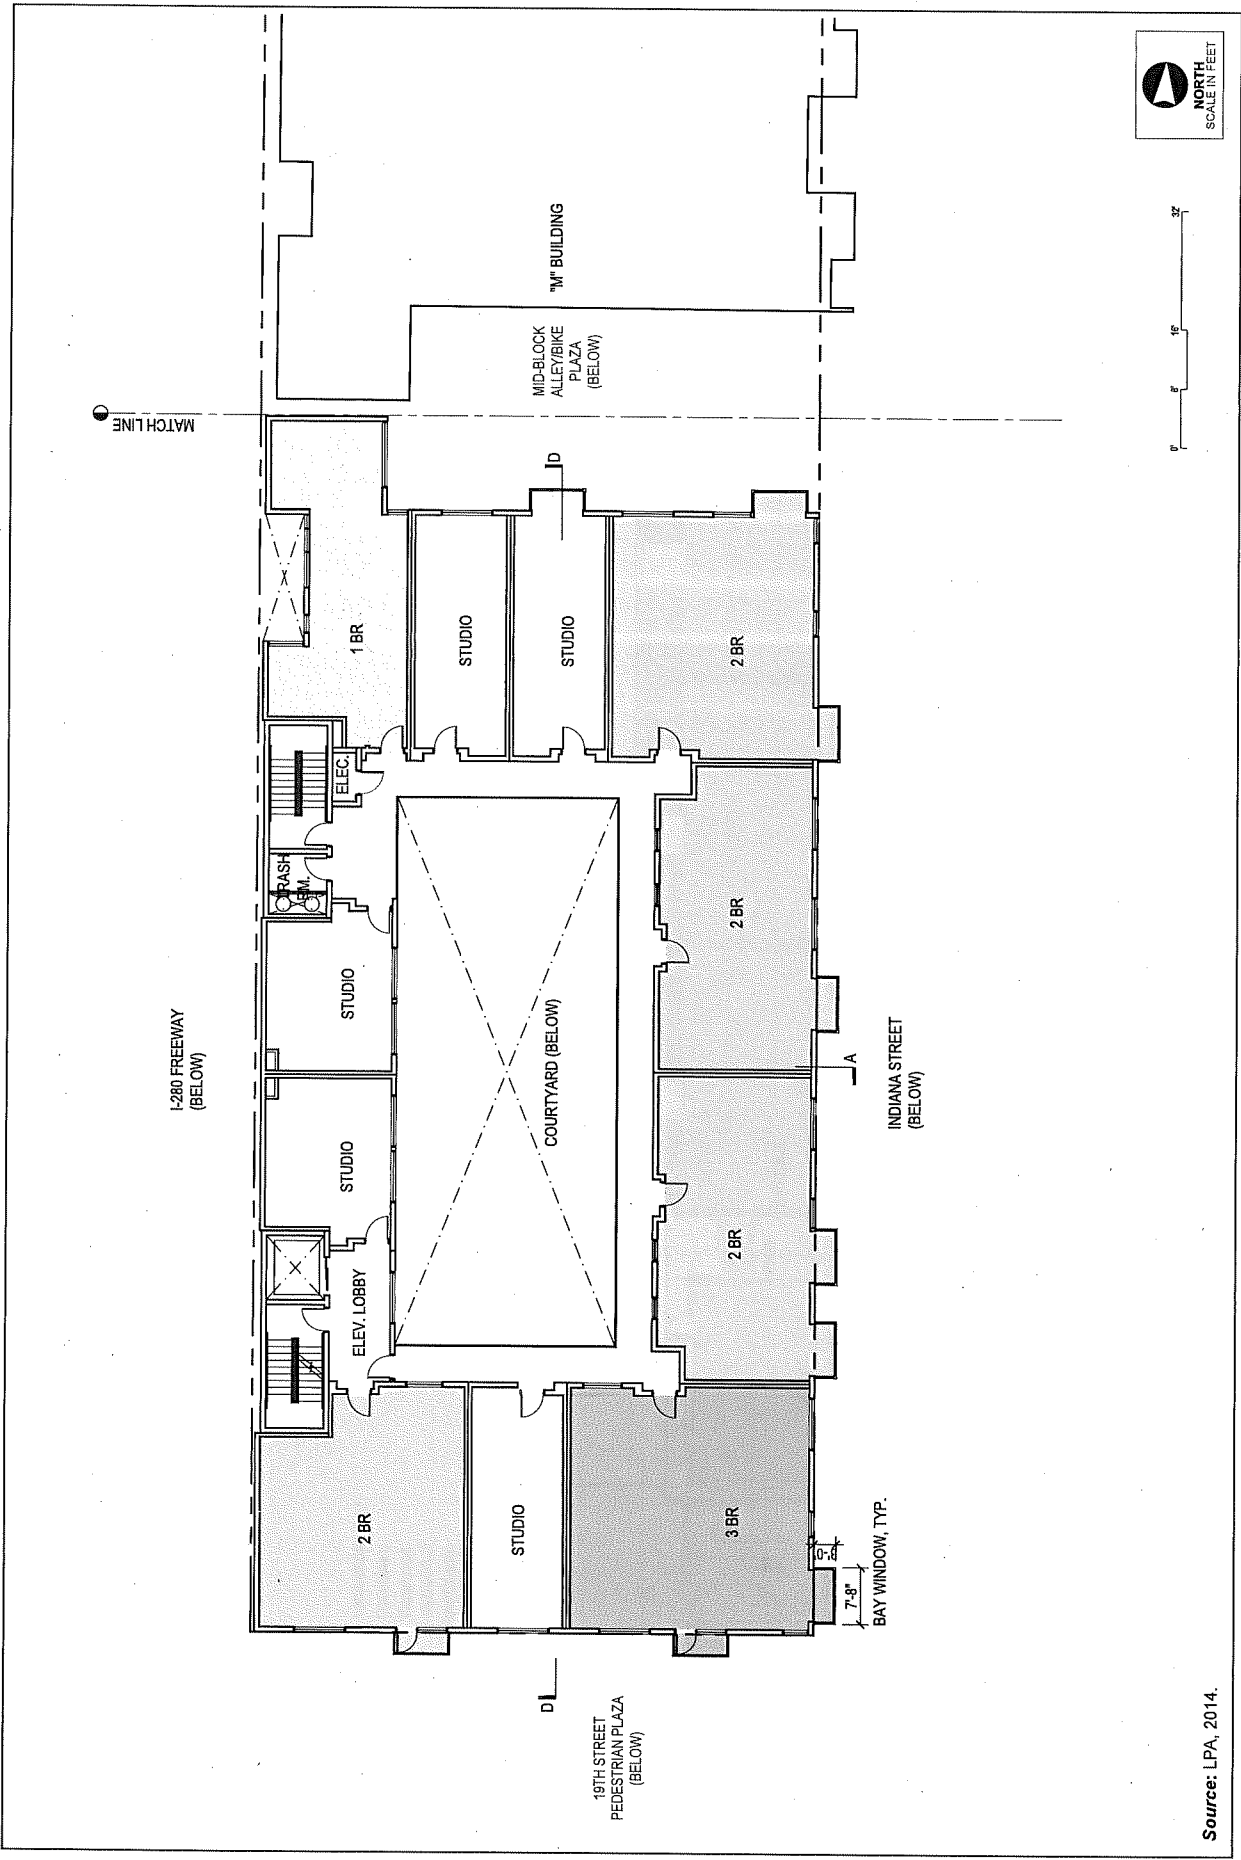 I-280 FREEWAY
(BELOW)
MATCH LINE
2 BR
ELEV. LOBBY
STUDIO
STUDIO
ELEC.
1 BR
STUDIO
COURTYARD (BELOW)
STUDIO
STUDIO
MID-BLOCK
ALLEY/BIKE
PLAZA
(BELOW)
"M" BUILDING
D
D
19TH STREET
PEDESTRIAN PLAZA
(BELOW)
3 BR
2 BR
2 BR
2 BR
A
7'-8"
BAY WINDOW, TYP.
INDIANA STREET
(BELOW)
0'
8'
16'
32'
NORTH
SCALE IN FEET
Source: LPA, 2014.